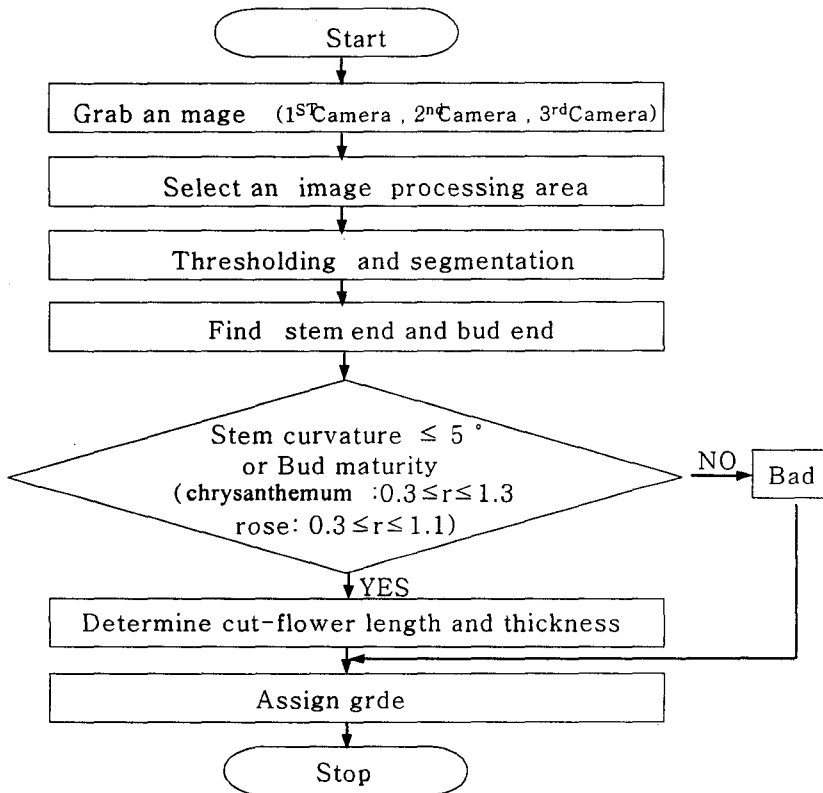 Start
Grab an mage (1ST Camera , 2nd Camera , 3rd Camera)
Select an image processing area
Thresholding and segmentation
Find stem end and bud end
Stem curvature ≤ 5 °
or Bud maturity
(chrysanthemum :0.3≤r≤1.3
rose: 0.3≤r≤1.1)
NO
Bad
YES
Determine cut-flower length and thickness
Assign grde
Stop